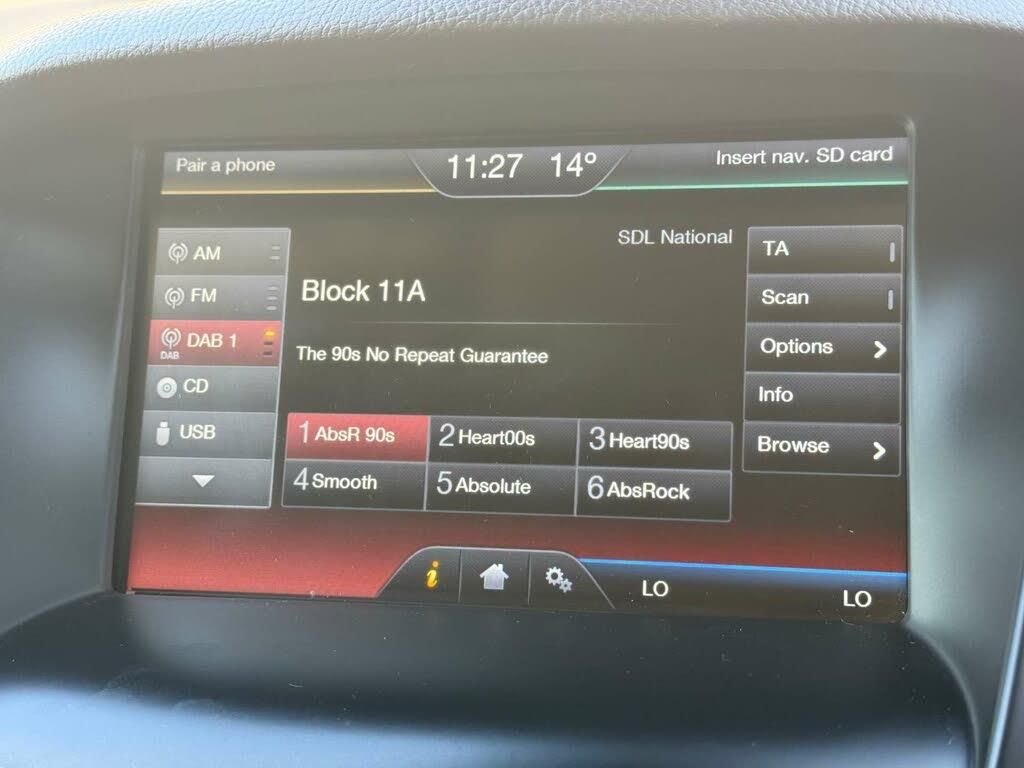 Pair a phone
11:27 14°
Insert nav. SD card
AM
FM
DAB 1
DAB
CD
USB
SDL National
Block 11A
The 90s No Repeat Guarantee
1 AbsR 90s
2 Heart00s
3 Heart90s
4 Smooth
5 Absolute
6 AbsRock
TA
Scan
Options
Info
Browse
i
LO
LO